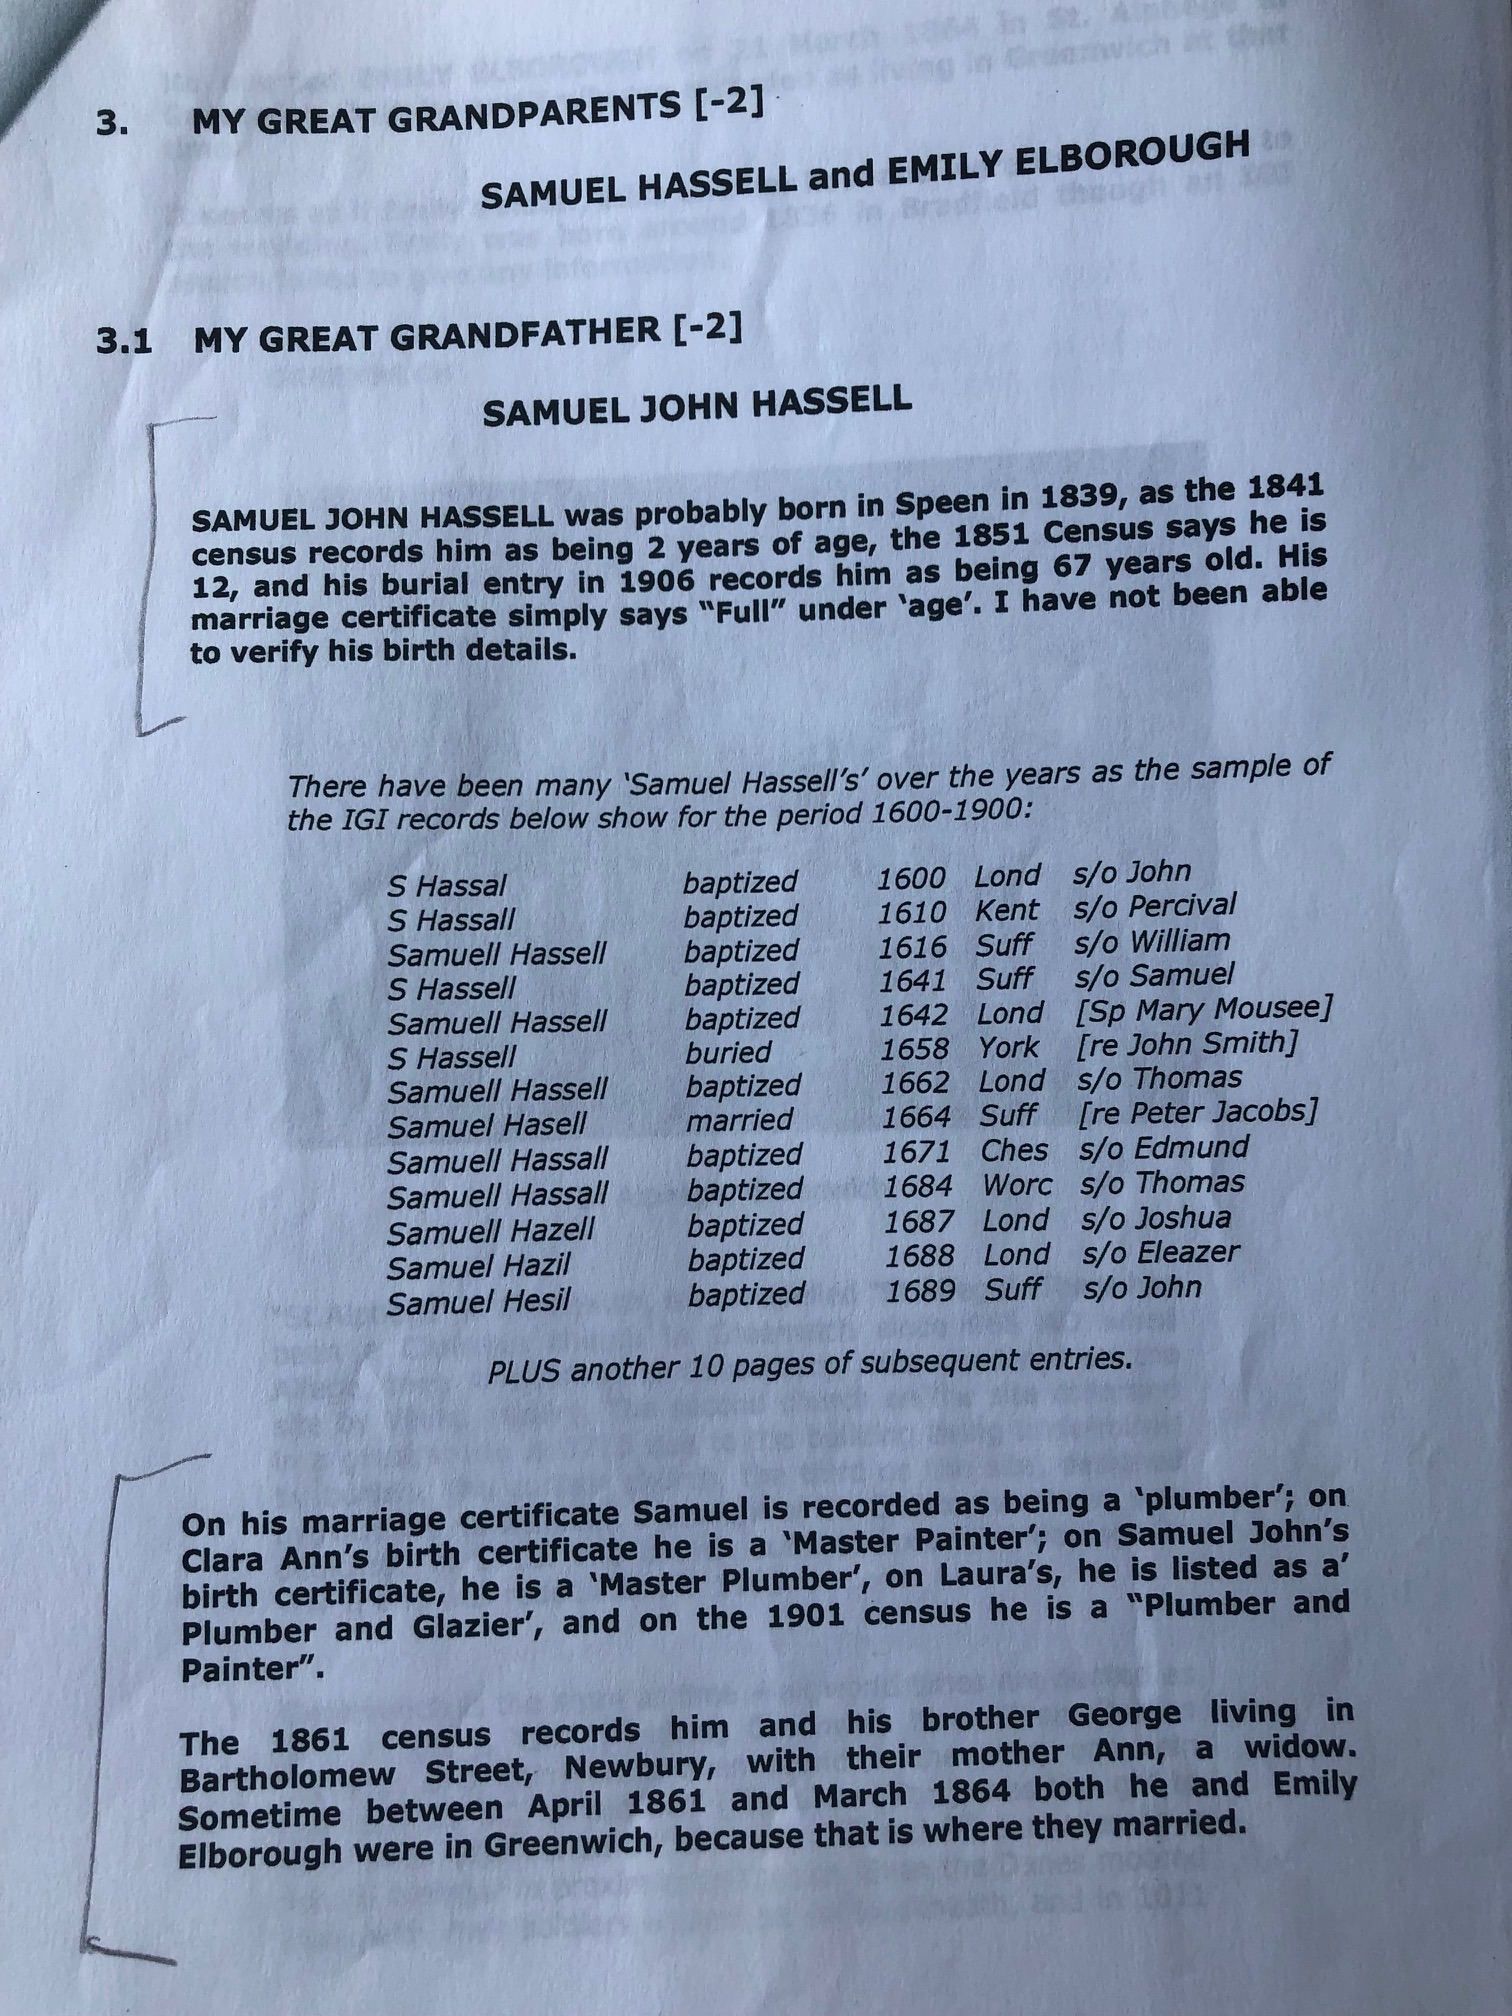 3. MY GREAT GRANDPARENTS [-2]
SAMUEL HASSELL and EMILY ELBOROUGH
3.1 MY GREAT GRANDFATHER [-2]
SAMUEL JOHN HASSELL
SAMUEL JOHN HASSELL was probably born in Speen in 1839, as the 1841
census records him as being 2 years of age, the 1851 Census says he is
12, and his burial entry in 1906 records him as being 67 years old. His
marriage certificate simply says "Full" under 'age'. I have not been able
to verify his birth details.
There have been many 'Samuel Hassell's' over the years as the sample of
the IGI records below show for the period 1600-1900:
S Hassal baptized 1600 Lond s/o John
S Hassall baptized 1610 Kent s/o Percival
Samuell Hassell baptized 1616 Suff s/o William
S Hassell baptized 1641 Suff s/o Samuel
Samuell Hassell baptized 1642 Lond [Sp Mary Mousee]
S Hassell buried 1658 York [re John Smith]
Samuell Hassell baptized 1662 Lond s/o Thomas
Samuel Hasell married 1664 Suff [re Peter Jacobs]
Samuell Hassall baptized 1671 Ches s/o Edmund
Samuell Hassall baptized 1684 Worc s/o Thomas
Samuell Hazell baptized 1687 Lond s/o Joshua
Samuel Hazil baptized 1688 Lond s/o Eleazer
Samuel Hesil baptized 1689 Suff s/o John
PLUS another 10 pages of subsequent entries.
On his marriage certificate Samuel is recorded as being a 'plumber'; on
Clara Ann's birth certificate he is a 'Master Painter'; on Samuel John's
birth certificate, he is a 'Master Plumber', on Laura's, he is listed as a'
Plumber and Glazier', and on the 1901 census he is a "Plumber and
Painter".
The 1861 census records him and his brother George living in
Bartholomew Street, Newbury, with their mother Ann, a widow.
Sometime between April 1861 and March 1864 both he and Emily
Elborough were in Greenwich, because that is where they married.